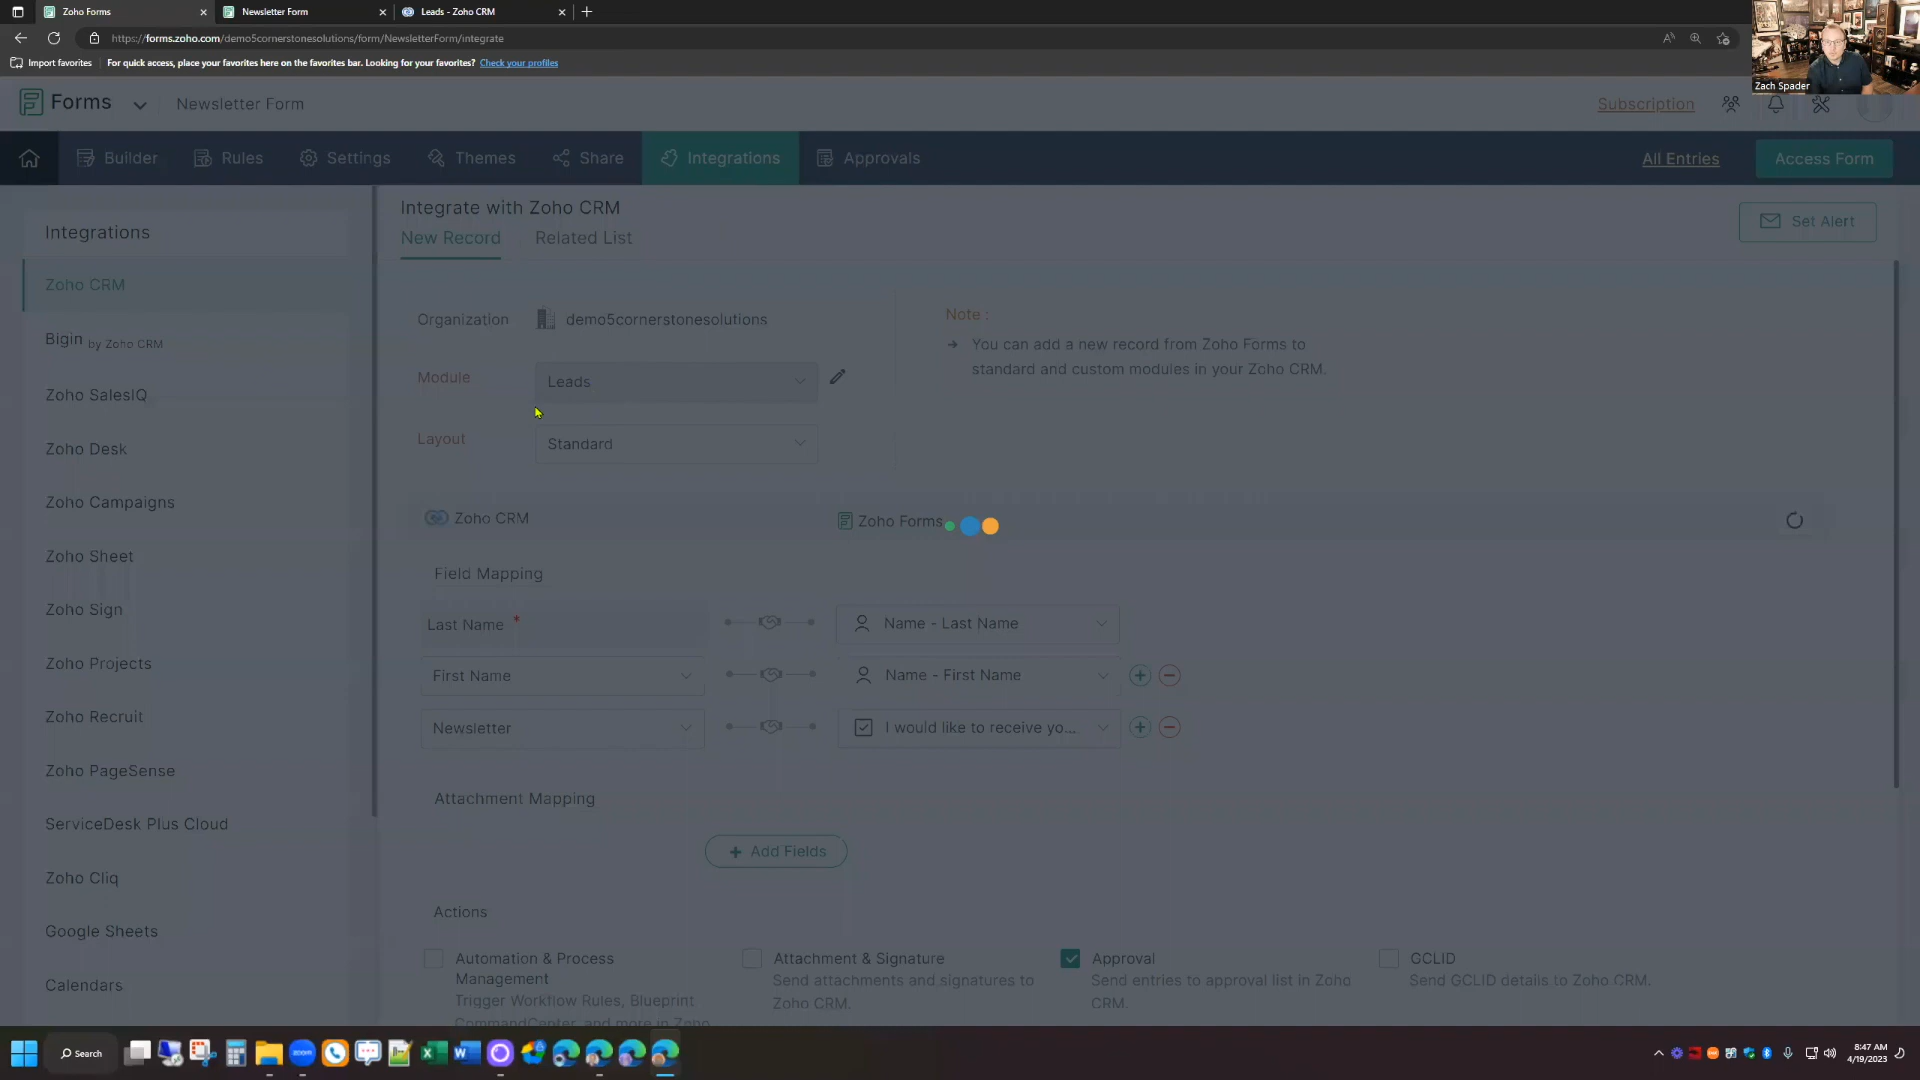 Zoho Forms
Newsletter Form
Leads - Zoho CRM
https://forms.zoho.com/demo5cornerstonesolutions/form/NewsletterForm/integrate
Import favorites
For quick access, place your favorites here on the favorites bar. Looking for your favorites? Check your profiles
Zach Spader
Forms
Newsletter Form
Subscription
Builder
Rules
Settings
Themes
Share
Integrations
Approvals
All Entries
Access Form
Integrations
Zoho CRM
Bigin by Zoho CRM
Zoho SalesIQ
Zoho Desk
Zoho Campaigns
Zoho Sheet
Zoho Sign
Zoho Projects
Zoho Recruit
Zoho PageSense
ServiceDesk Plus Cloud
Zoho Cliq
Google Sheets
Calendars
Integrate with Zoho CRM
New Record
Related List
Set Alert
Organization
demo5cornerstonesolutions
Module
Leads
Layout
Standard
Note :
You can add a new record from Zoho Forms to
standard and custom modules in your Zoho CRM.
Zoho CRM
Zoho Forms
Field Mapping
Last Name *
Name - Last Name
First Name
Name - First Name
Newsletter
I would like to receive yo...
Attachment Mapping
+ Add Fields
Actions
Automation & Process
Management
Trigger Workflow Rules, Blueprint
CommandCenter, and more in Zoho
Attachment & Signature
Send attachments and signatures to
Zoho CRM.
Approval
Send entries to approval list in Zoho
CRM.
GCLID
Send GCLID details to Zoho CRM.
Search
zoom
8:47 AM
4/19/2023